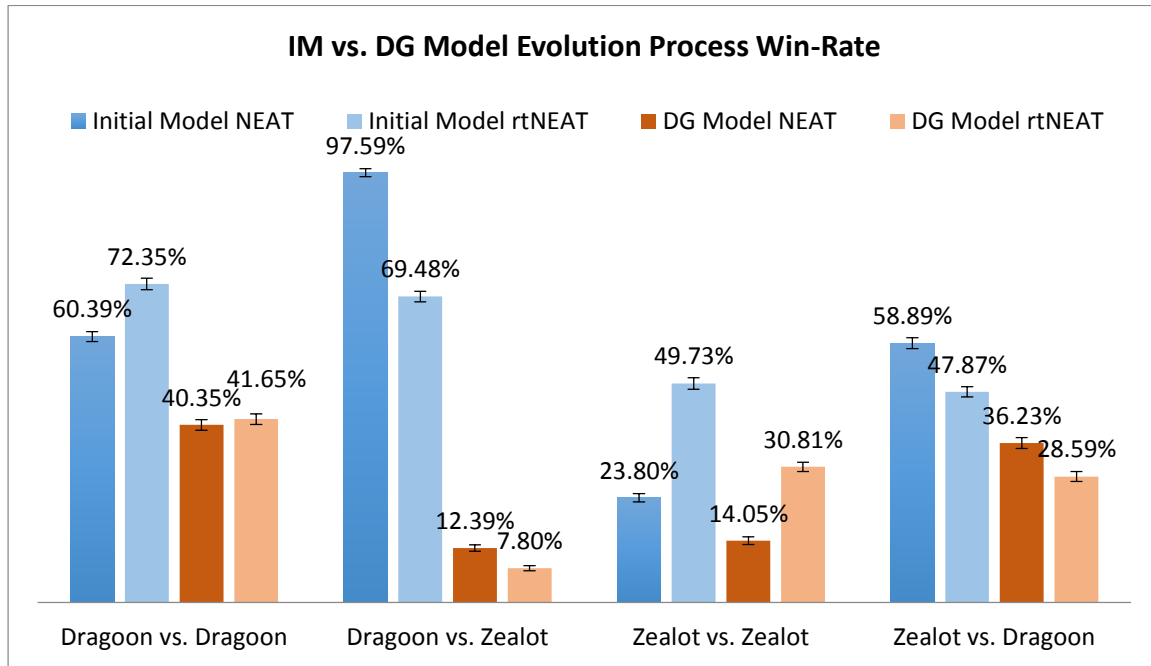 IM vs. DG Model Evolution Process Win-Rate
Initial Model NEAT
Initial Model rtNEAT
DG Model NEAT
DG Model rtNEAT
60.39%
72.35%
40.35%
41.65%
97.59%
69.48%
12.39%
7.80%
23.80%
49.73%
14.05%
30.81%
58.89%
47.87%
36.23%
28.59%
Dragoon vs. Dragoon
Dragoon vs. Zealot
Zealot vs. Zealot
Zealot vs. Dragoon